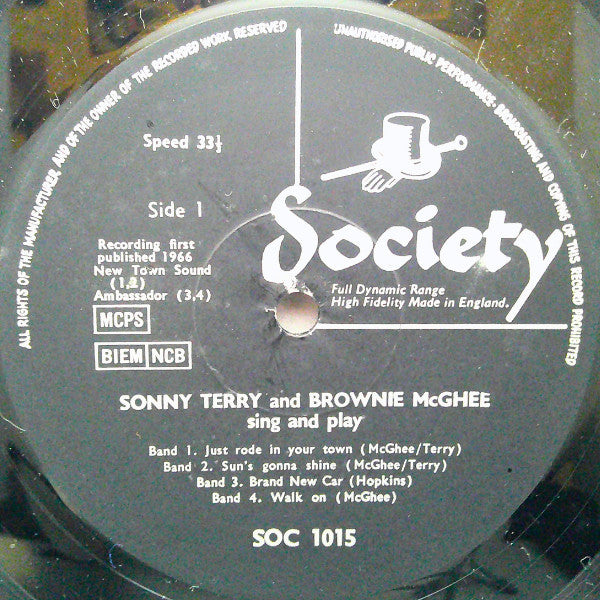 ALL RIGHTS OF THE MANUFACTURER, AND OF THE OWNER OF THE RECORDED WORK RESERVED
UNAUTHORISED PUBLIC PERFORMANCE · BROADCASTING AND COPYING OF THIS RECORD PROHIBITED
Speed 33⅓
Side 1
Society
Full Dynamic Range
High Fidelity Made in England.
Recording first
published 1966
New Town Sound
(1,2)
Ambassador (3,4)
MCPS
BIEM NCB
SONNY TERRY and BROWNIE McGHEE
sing and play
Band 1. Just rode in your town (McGhee/Terry)
Band 2. Sun's gonna shine (McGhee/Terry)
Band 3. Brand New Car (Hopkins)
Band 4. Walk on (McGhee)
SOC 1015